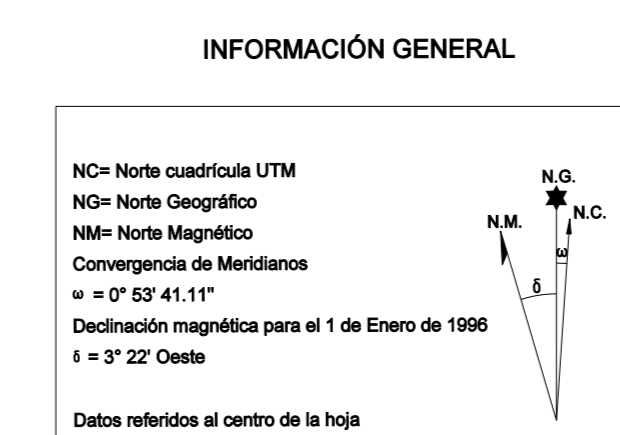 INFORMACIÓN GENERAL
NC= Norte cuadrícula UTM
NG= Norte Geográfico
NM= Norte Magnético
Convergencia de Meridianos
ω = 0° 53' 41.11"
Declinación magnética para el 1 de Enero de 1996
δ = 3° 22' Oeste
Datos referidos al centro de la hoja
N.G.
N.C.
N.M.
ω
δ